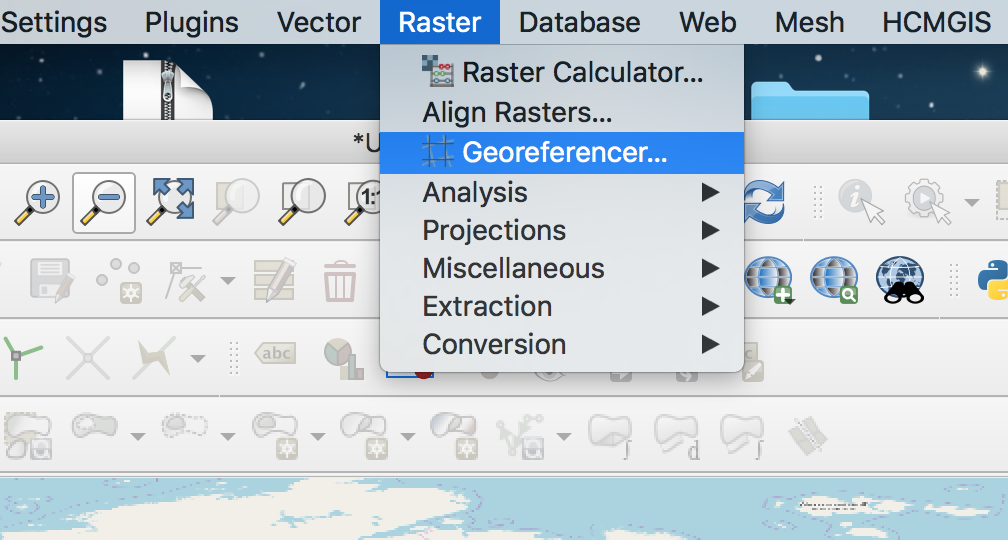 Settings Plugins Vector Raster Database Web Mesh HCMGIS
Raster Calculator...
Align Rasters...
*U
Georeferencer...
Analysis
1:1
Projections
Miscellaneous
Extraction
Conversion
abc